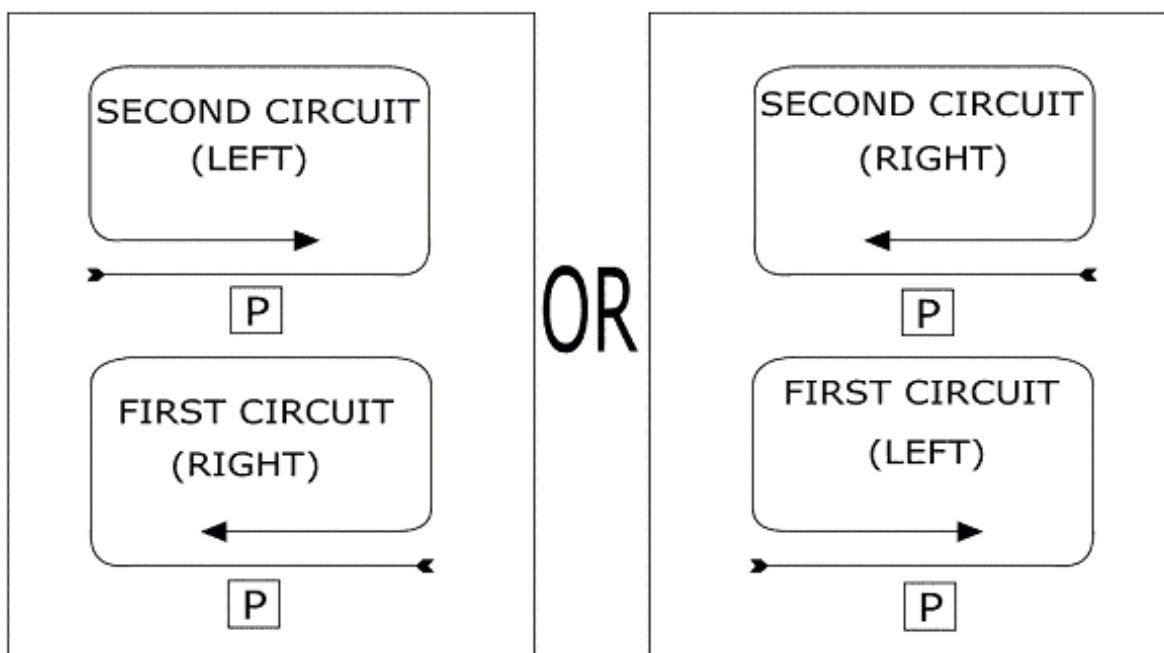 SECOND CIRCUIT
(LEFT)
P
FIRST CIRCUIT
(RIGHT)
P
OR
SECOND CIRCUIT
(RIGHT)
P
FIRST CIRCUIT
(LEFT)
P